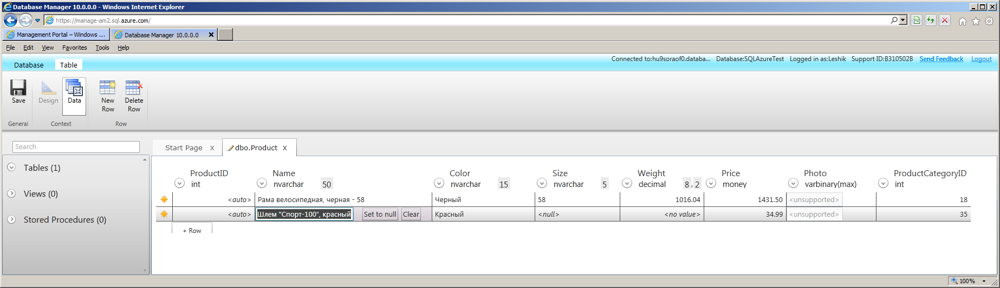 Database Manager 10.0.0.0 - Windows Internet Explorer
https://manage-am2.sql.azure.com/
Management Portal – Windows ...
Database Manager 10.0.0.0
File Edit View Favorites Tools Help
Connected to:hu9soraof0.databa... Database:SQLAzureTest Logged in as:Leshik Support ID:B310502B Send Feedback Logout
Database Table
Save Design Data New Row Delete Row
General Context Row
Search
Start Page x
dbo.Product x
Tables (1)
Views (0)
Stored Procedures (0)
ProductID Name Color Size Weight Price Photo ProductCategoryID
int nvarchar 50 nvarchar 15 nvarchar 5 decimal 8 , 2 money varbinary(max) int
<auto> Рама велосипедная, черная - 58 Черный 58 1016.04 1431.50 <unsupported> 18
<auto> Шлем "Спорт-100", красный Set to null Clear Красный <null> <no value> 34.99 <unsupported> 35
+ Row
100%